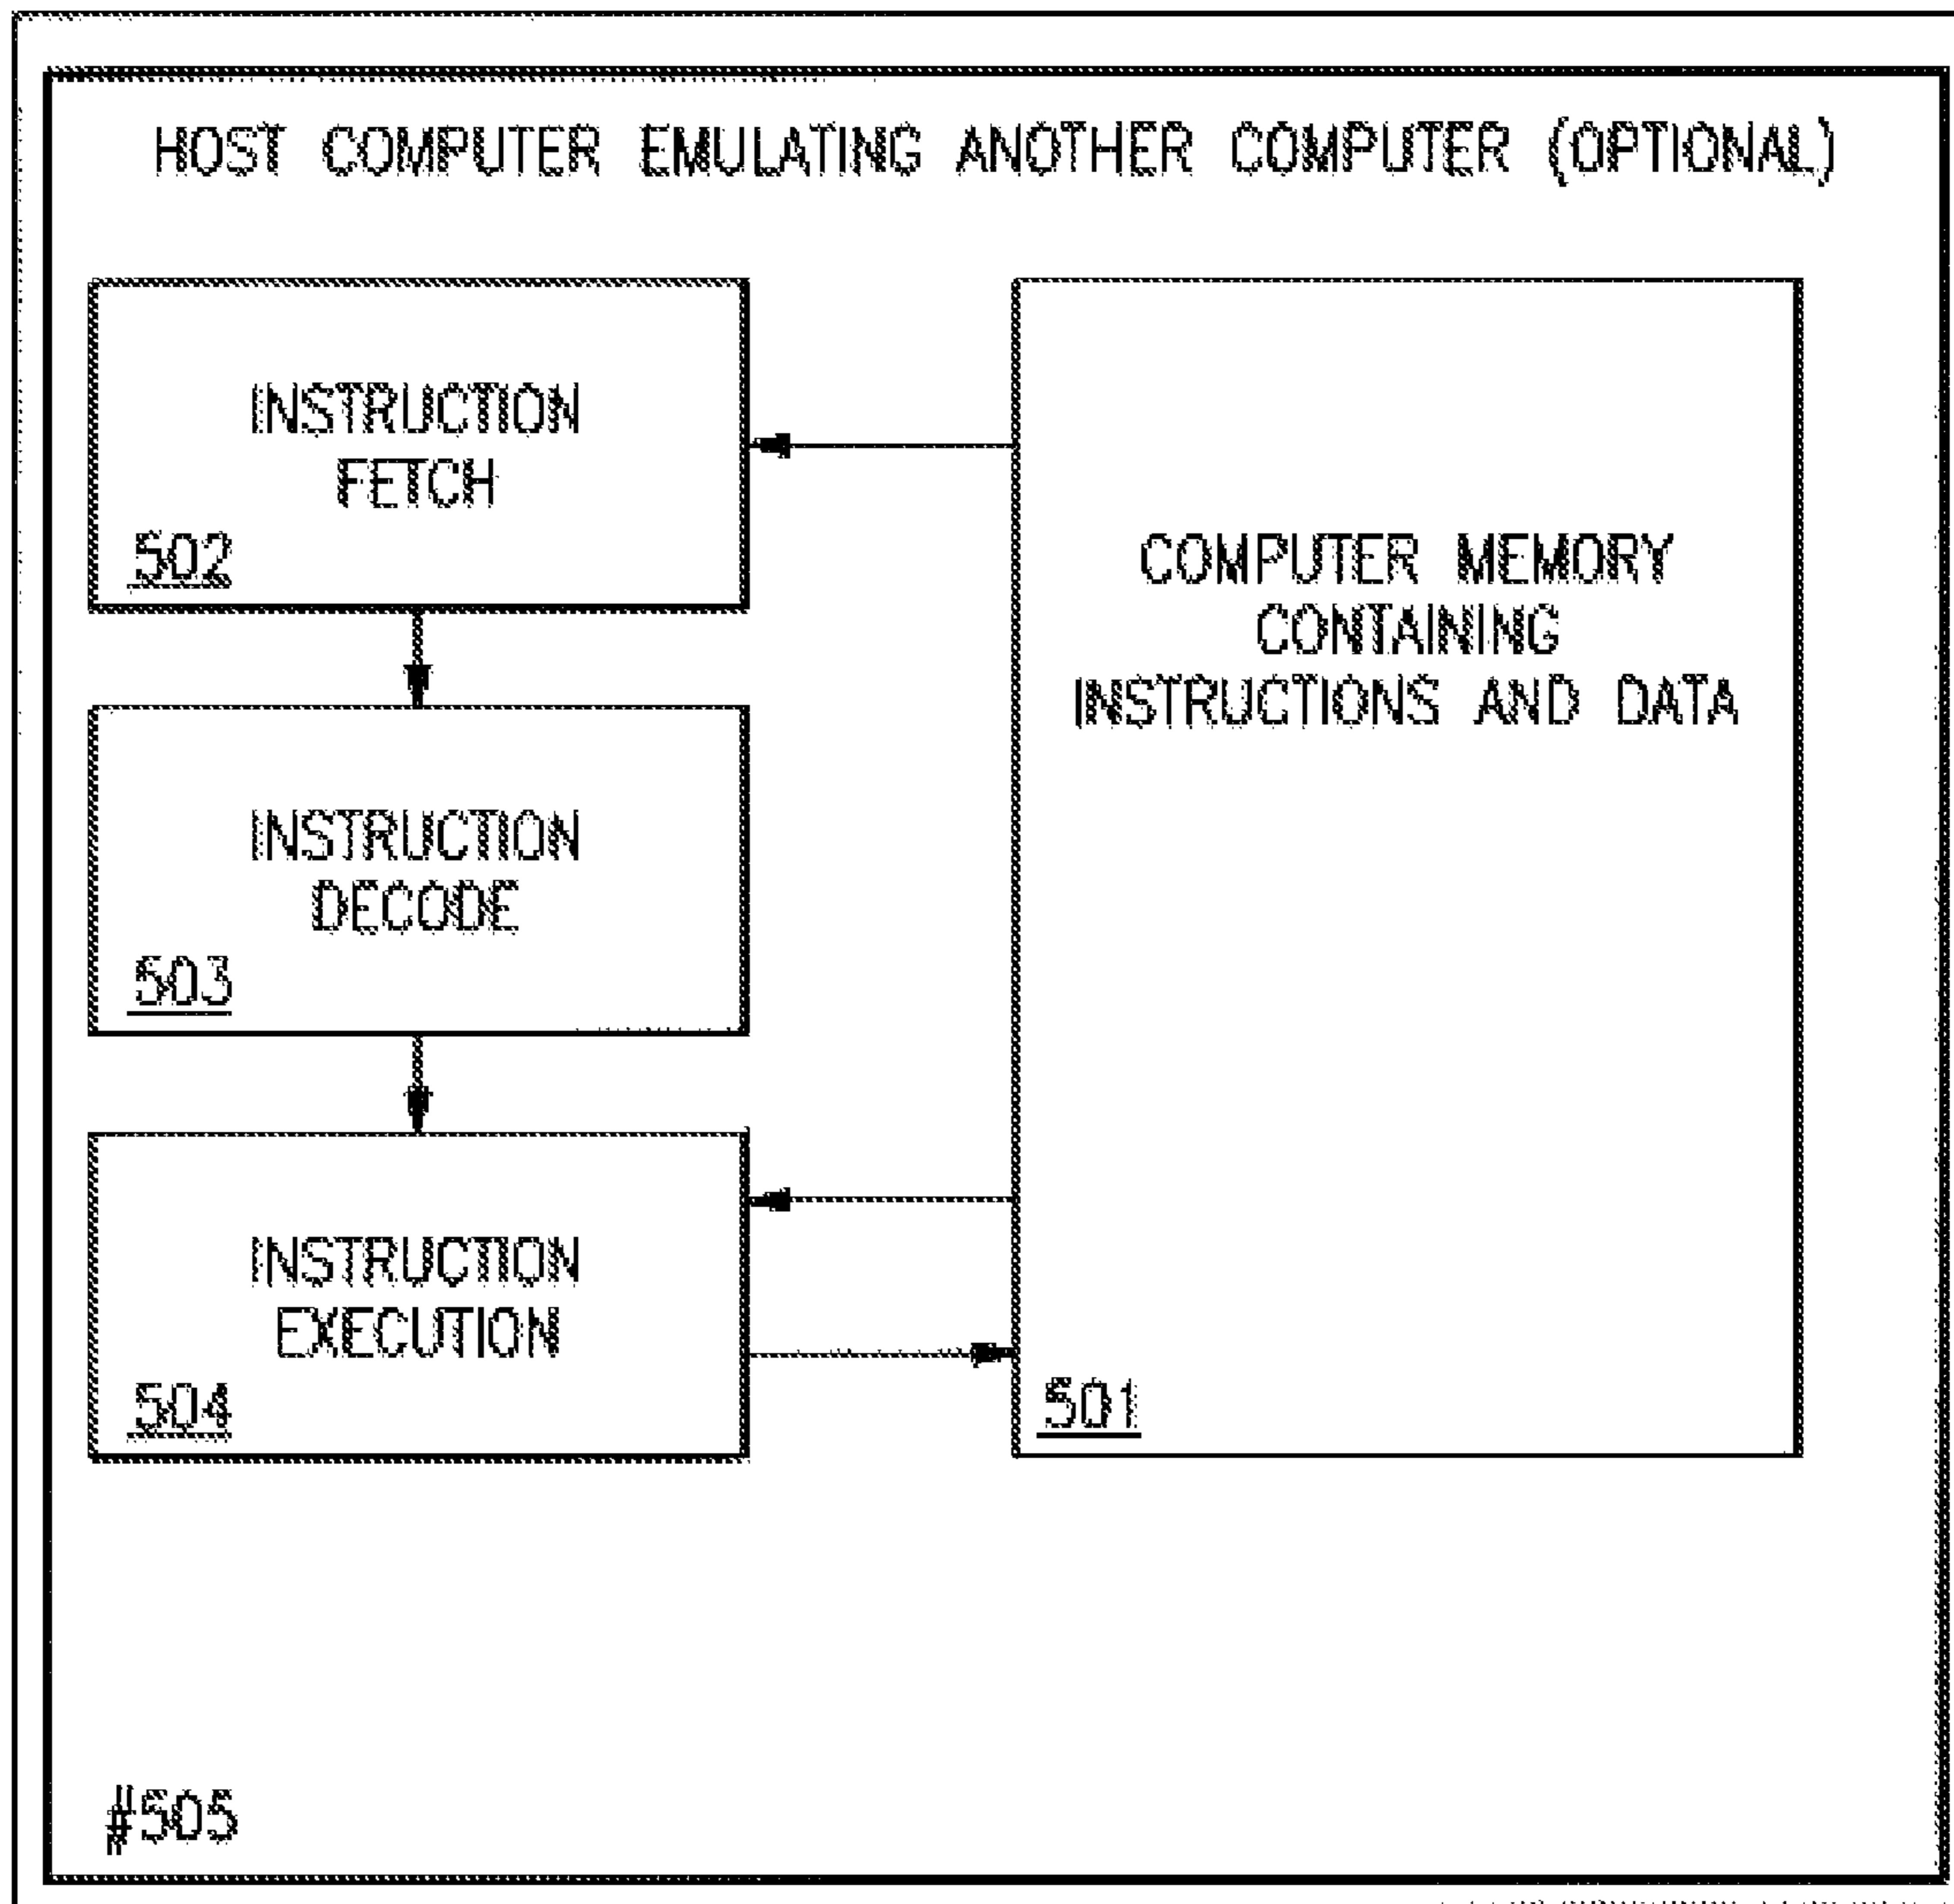 HOST COMPUTER EMULATING ANOTHER COMPUTER (OPTIONAL)
INSTRUCTION
FETCH
502
INSTRUCTION
DECODE
503
INSTRUCTION
EXECUTION
504
COMPUTER MEMORY
CONTAINING
INSTRUCTIONS AND DATA
501
#505